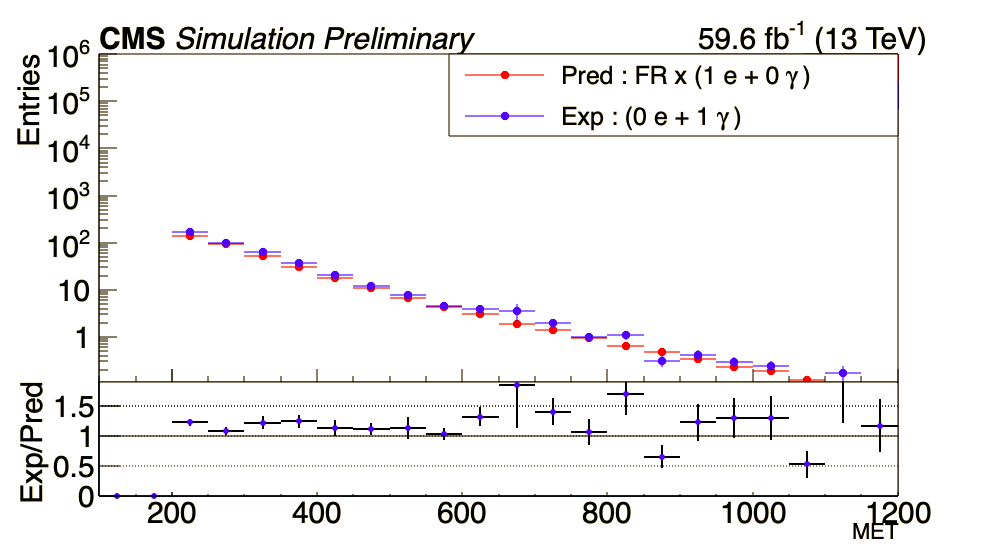 CMS Simulation Preliminary 59.6 fb⁻¹ (13 TeV)
Entries
10⁶
10⁵
10⁴
10³
10²
10
1
Pred : FR x (1 e + 0 γ)
Exp : (0 e + 1 γ)
Exp/Pred
1.5
1
0.5
0
200 400 600 800 1000 1200
MET